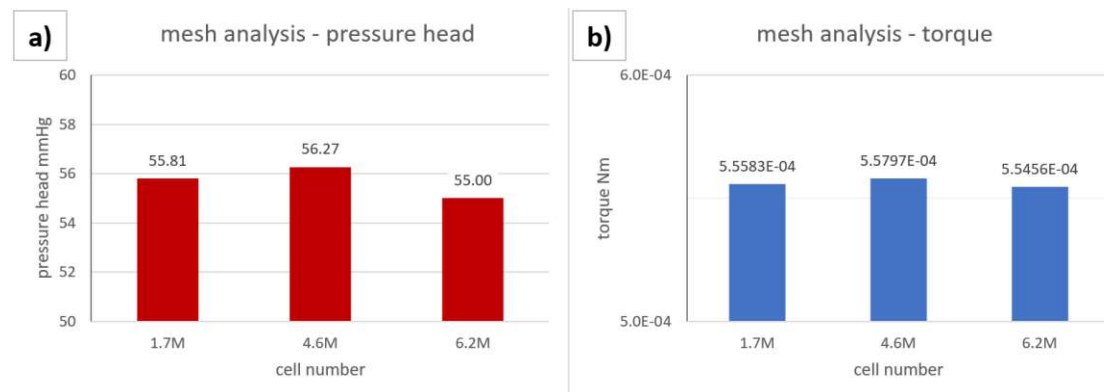 a)
mesh analysis - pressure head
pressure head mmHg
60
58
56
54
52
50
55.81
56.27
55.00
1.7M
4.6M
6.2M
cell number
b)
mesh analysis - torque
torque Nm
6.0E-04
5.0E-04
5.5583E-04
5.5797E-04
5.5456E-04
1.7M
4.6M
6.2M
cell number